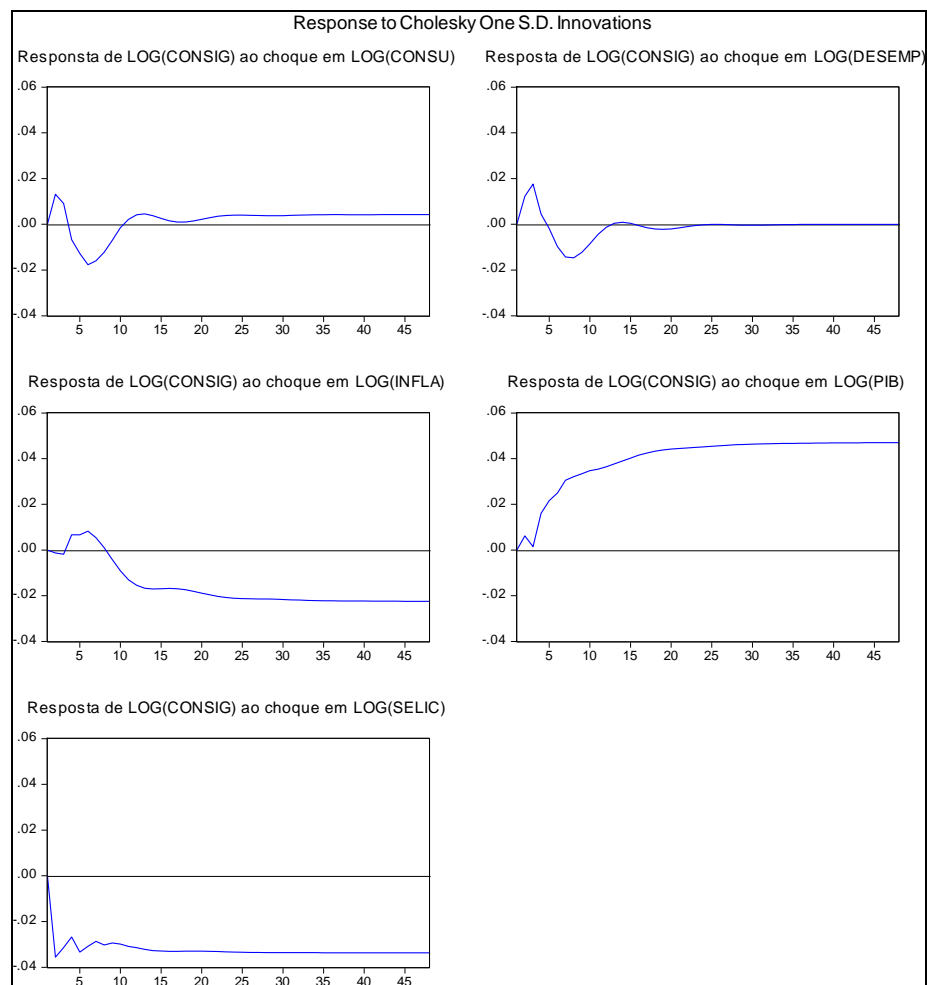 Response to Cholesky One S.D. Innovations
Responsta de LOG(CONSIG) ao choque em LOG(CONSU)
.06
.04
.02
.00
-.02
-.04
5 10 15 20 25 30 35 40 45
Resposta de LOG(CONSIG) ao choque em LOG(DESEMP)
.06
.04
.02
.00
-.02
-.04
5 10 15 20 25 30 35 40 45
Resposta de LOG(CONSIG) ao choque em LOG(INFLA)
.06
.04
.02
.00
-.02
-.04
5 10 15 20 25 30 35 40 45
Resposta de LOG(CONSIG) ao choque em LOG(PIB)
.06
.04
.02
.00
-.02
-.04
5 10 15 20 25 30 35 40 45
Resposta de LOG(CONSIG) ao choque em LOG(SELIC)
.06
.04
.02
.00
-.02
-.04
5 10 15 20 25 30 35 40 45